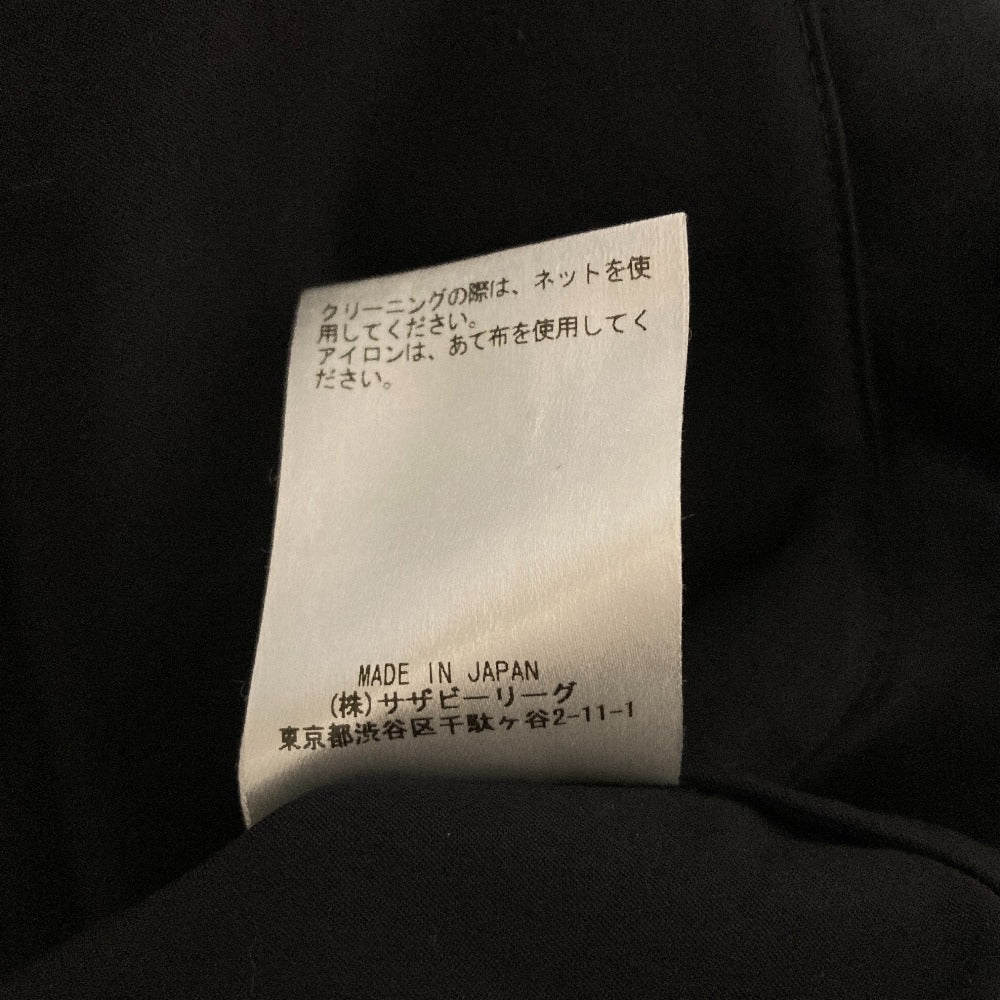 クリーニングの際は、ネットを使
用してください。
アイロンは、あて布を使用してく
ださい。
MADE IN JAPAN
(株)サザビーリーグ
東京都渋谷区千駄ヶ谷2-11-1